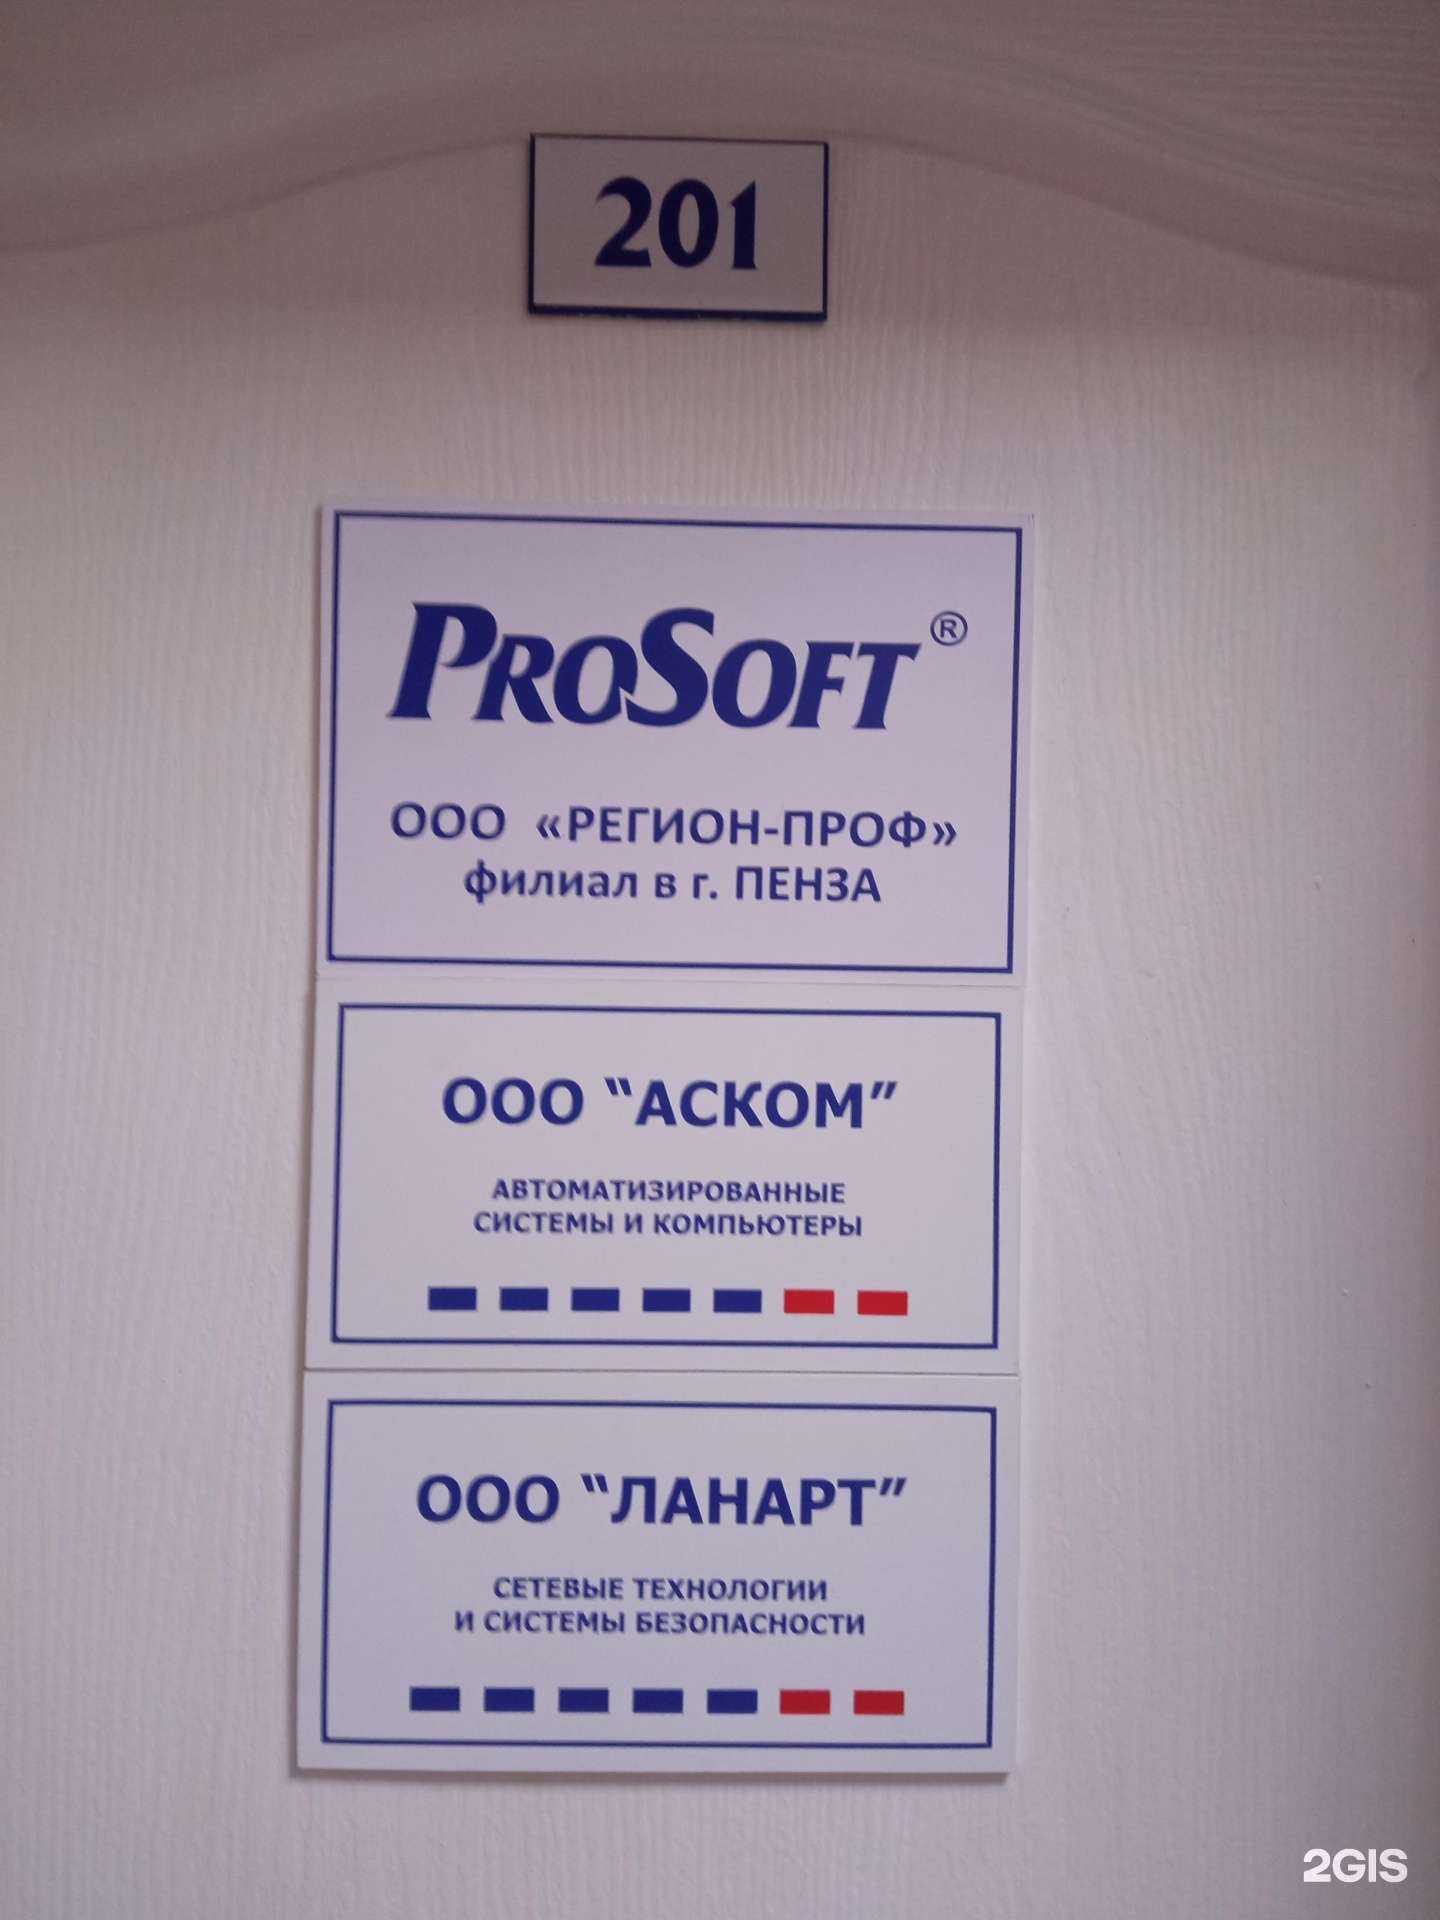 201
PROSOFT ®
ООО «РЕГИОН-ПРОФ»
филиал в г. ПЕНЗА
ООО "АСКОМ"
АВТОМАТИЗИРОВАННЫЕ
СИСТЕМЫ И КОМПЬЮТЕРЫ
ООО "ЛАНАРТ"
СЕТЕВЫЕ ТЕХНОЛОГИИ
И СИСТЕМЫ БЕЗОПАСНОСТИ
2GIS